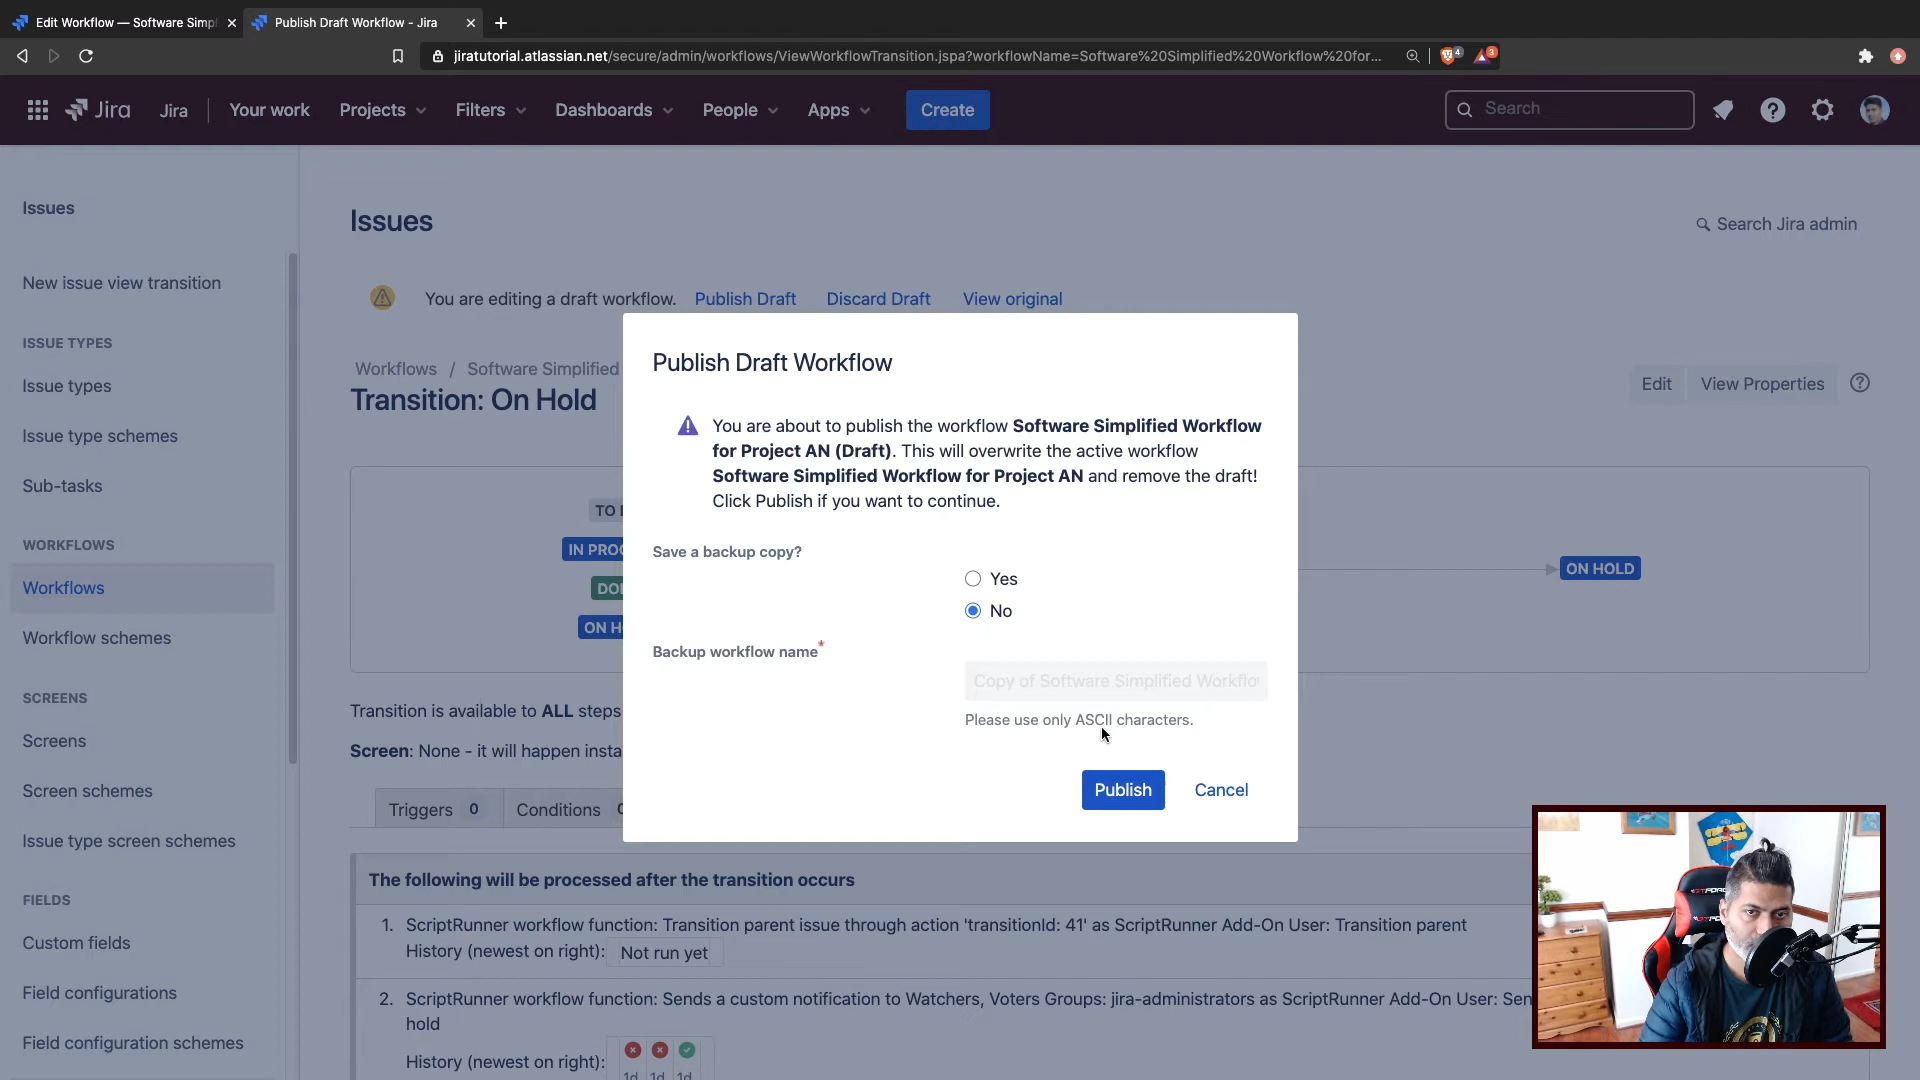 Edit Workflow — Software Simpl
Publish Draft Workflow - Jira
jiratutorial.atlassian.net/secure/admin/workflows/ViewWorkflowTransition.jspa?workflowName=Software%20Simplified%20Workflow%20for...
4
3
Jira
Jira
Your work
Projects
Filters
Dashboards
People
Apps
Create
Search
Issues
Issues
Search Jira admin
New issue view transition
You are editing a draft workflow. Publish Draft Discard Draft View original
ISSUE TYPES
Issue types
Issue type schemes
Sub-tasks
WORKFLOWS
Workflows
Workflow schemes
SCREENS
Screens
Screen schemes
Issue type screen schemes
FIELDS
Custom fields
Field configurations
Field configuration schemes
Workflows / Software Simplified
Transition: On Hold
Edit
View Properties
TO
IN PRO
DO
ON H
ON HOLD
Transition is available to ALL steps
Screen: None - it will happen insta
Triggers 0
Conditions
Publish Draft Workflow
You are about to publish the workflow Software Simplified Workflow
for Project AN (Draft). This will overwrite the active workflow
Software Simplified Workflow for Project AN and remove the draft!
Click Publish if you want to continue.
Save a backup copy?
Yes
No
Backup workflow name*
Copy of Software Simplified Workflo
Please use only ASCII characters.
Publish
Cancel
The following will be processed after the transition occurs
1. ScriptRunner workflow function: Transition parent issue through action 'transitionId: 41' as ScriptRunner Add-On User: Transition parent
History (newest on right): Not run yet
2. ScriptRunner workflow function: Sends a custom notification to Watchers, Voters Groups: jira-administrators as ScriptRunner Add-On User: Sen
hold
History (newest on right):
1d 1d 1d